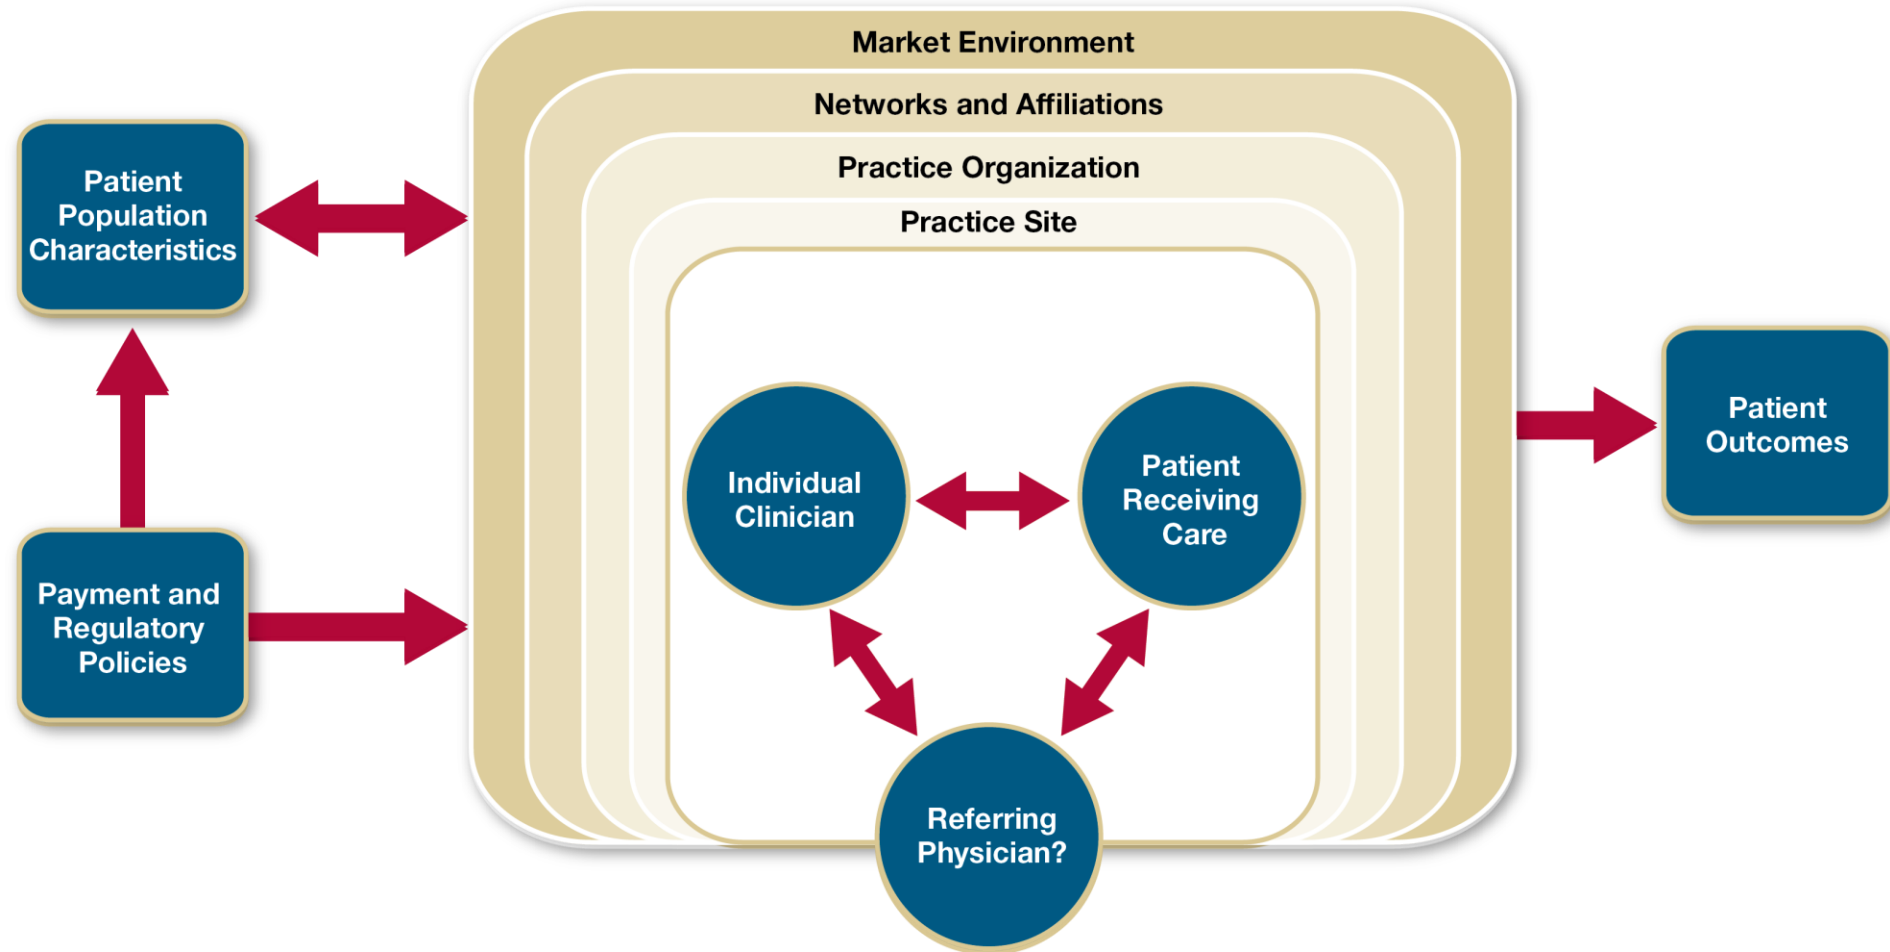 Market Environment
Networks and Affiliations
Practice Organization
Practice Site
Patient
Population
Characteristics
Payment and
Regulatory
Policies
Individual
Clinician
Patient
Receiving
Care
Referring
Physician?
Patient
Outcomes